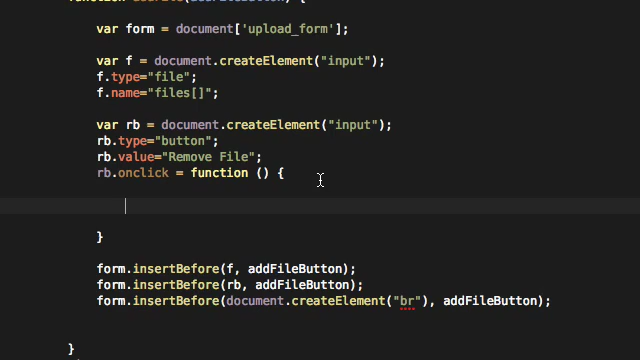 var form = document['upload_form'];
var f = document.createElement("input");
f.type="file";
f.name="files[]";
var rb = document.createElement("input");
rb.type="button";
rb.value="Remove File";
rb.onclick = function () {
}
form.insertBefore(f, addFileButton);
form.insertBefore(rb, addFileButton);
form.insertBefore(document.createElement("br"), addFileButton);
}